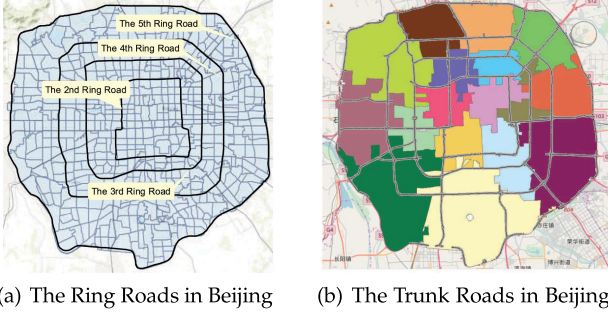 The 5th Ring Road
The 4th Ring Road
The 2nd Ring Road
The 3rd Ring Road
(a) The Ring Roads in Beijing
(b) The Trunk Roads in Beijing